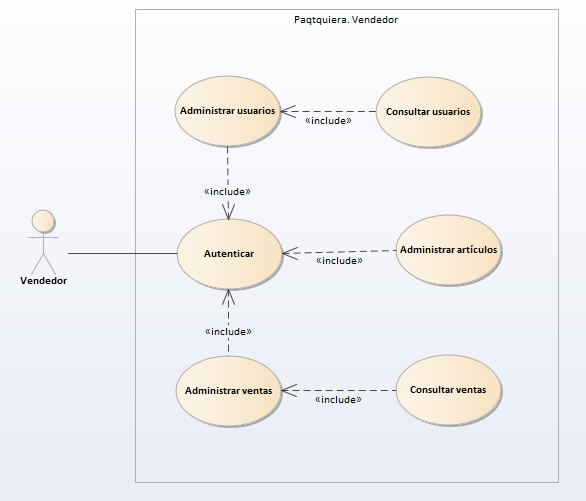 Paqtquiera. Vendedor
Administrar usuarios
«include»
Consultar usuarios
«include»
Vendedor
Autenticar
«include»
Administrar artículos
«include»
Administrar ventas
«include»
Consultar ventas